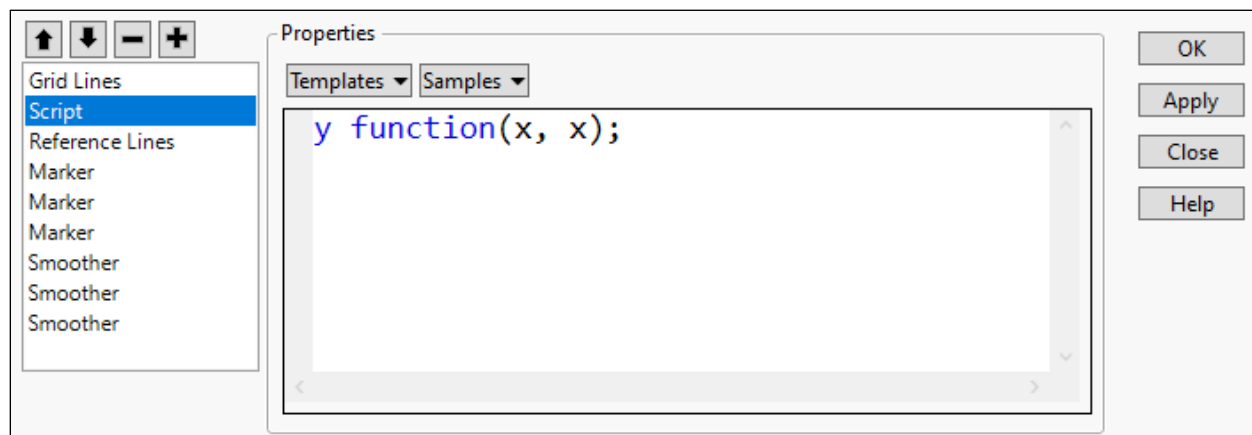 Properties
Grid Lines
Script
Reference Lines
Marker
Marker
Marker
Smoother
Smoother
Smoother
Templates Samples
y function(x, x);
OK
Apply
Close
Help